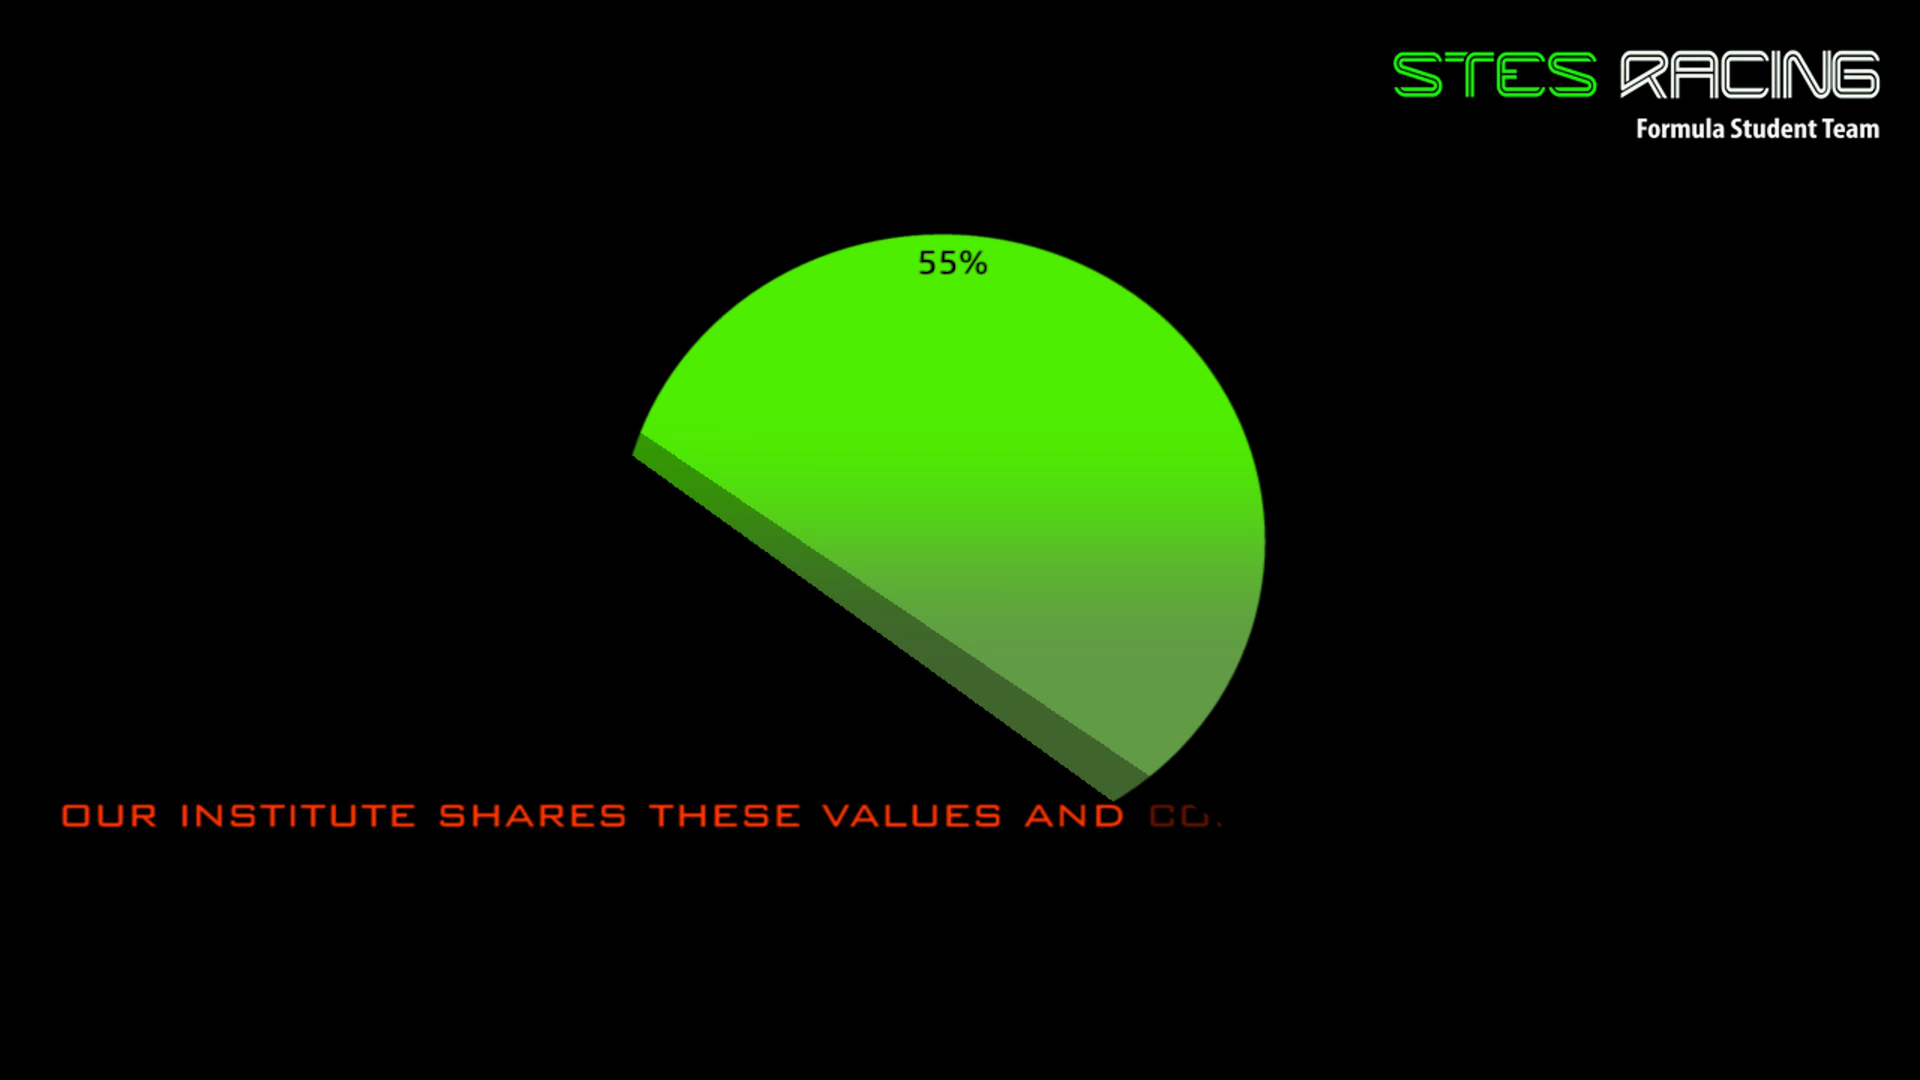 STES RACING
Formula Student Team
55%
OUR INSTITUTE SHARES THESE VALUES AND